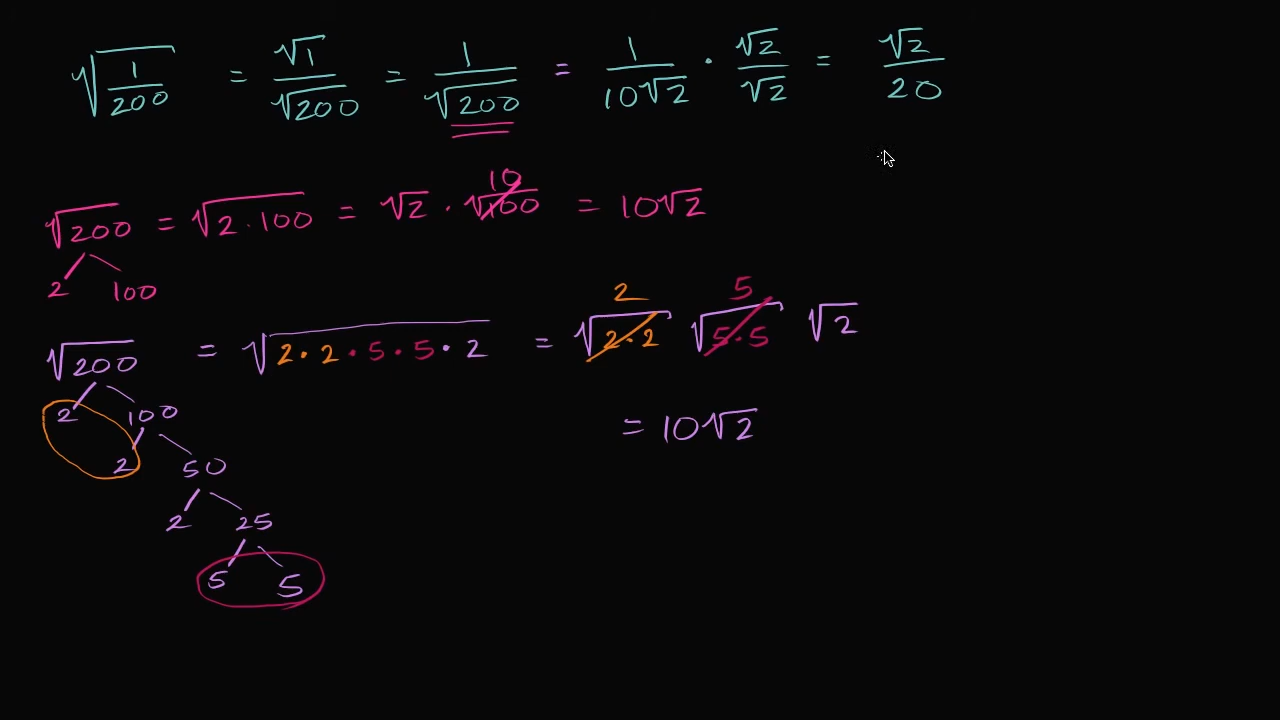 √(1/200) = √1/√200 = 1/√200 = 1/(10√2) · √2/√2 = √2/20
√200 = √(2·100) = √2 · √100 = 10√2
10
2 100
√200 = √(2·2·5·5·2) = √(2·2) √(5·5) √2
2 5
2 100
= 10√2
2 50
2 25
5 5